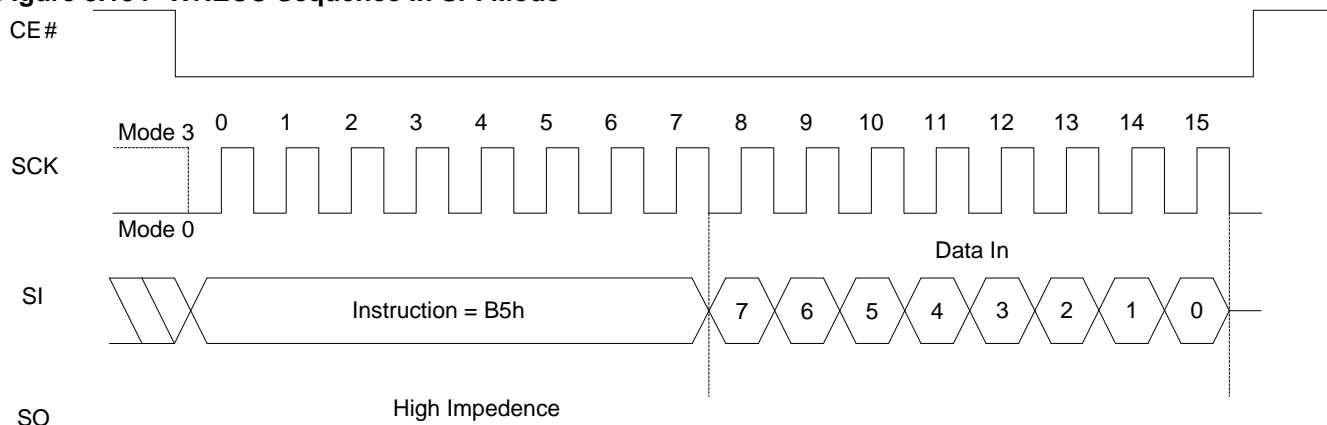 CE#
Mode 3 0 1 2 3 4 5 6 7 8 9 10 11 12 13 14 15
SCK
Mode 0
Data In
SI
Instruction = B5h 7 6 5 4 3 2 1 0
High Impedence
SO